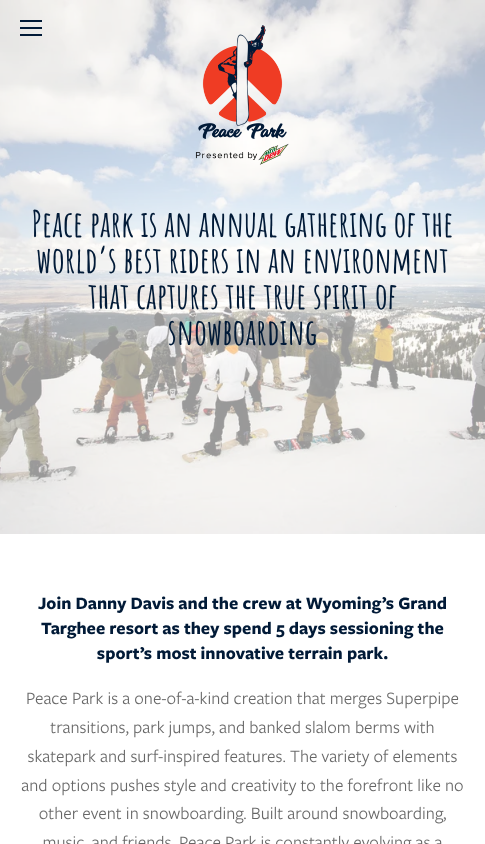 Peace Park
Presented by
Mtn Dew
Peace park is an annual gathering of the
world's best riders in an environment
that captures the true spirit of
snowboarding
Join Danny Davis and the crew at Wyoming's Grand
Targhee resort as they spend 5 days sessioning the
sport's most innovative terrain park.
Peace Park is a one-of-a-kind creation that merges Superpipe
transitions, park jumps, and banked slalom berms with
skatepark and surf-inspired features. The variety of elements
and options pushes style and creativity to the forefront like no
other event in snowboarding. Built around snowboarding,
music, and friends, Peace Park is constantly evolving as a